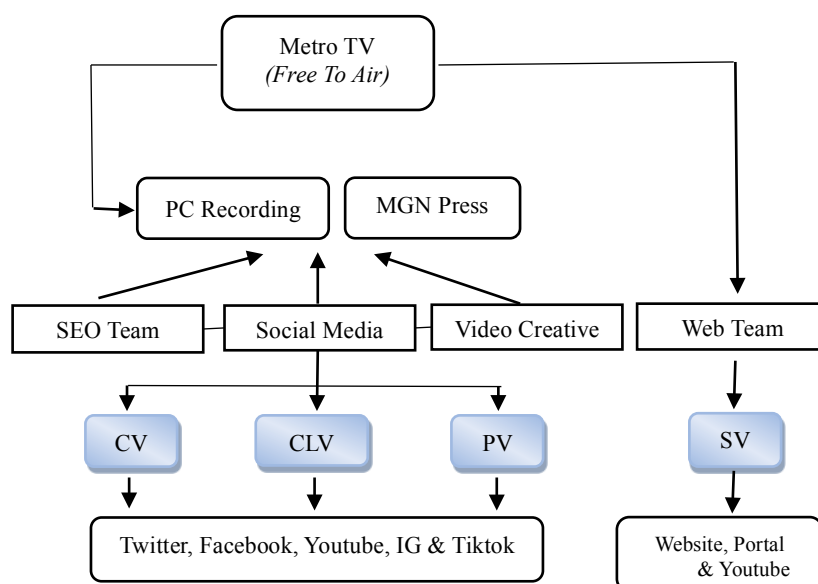 Metro TV
(Free To Air)
PC Recording
MGN Press
SEO Team
Social Media
Video Creative
Web Team
CV
CLV
PV
SV
Twitter, Facebook, Youtube, IG & Tiktok
Website, Portal
& Youtube